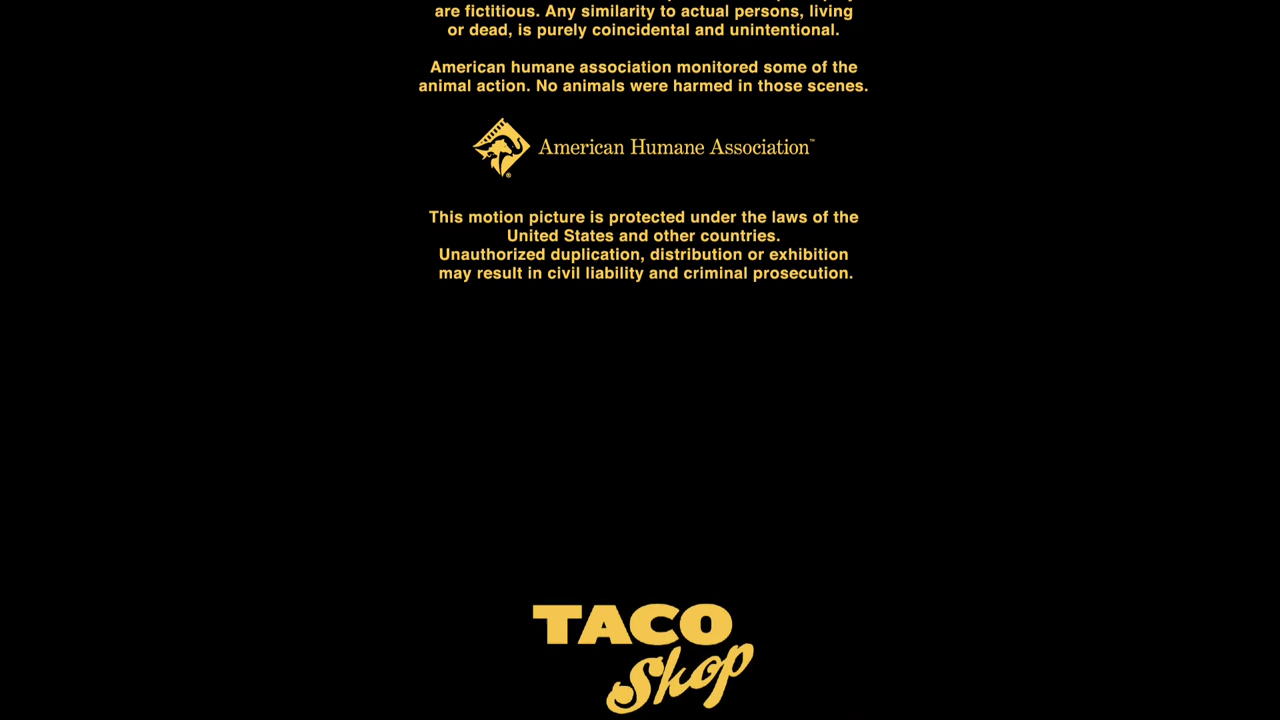 are fictitious. Any similarity to actual persons, living
or dead, is purely coincidental and unintentional.
American humane association monitored some of the
animal action. No animals were harmed in those scenes.
American Humane Association™
®
This motion picture is protected under the laws of the
United States and other countries.
Unauthorized duplication, distribution or exhibition
may result in civil liability and criminal prosecution.
TACO
Shop